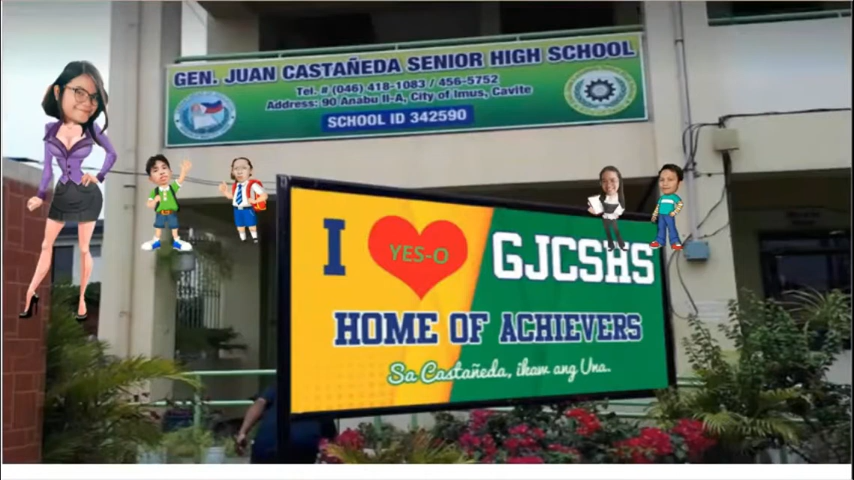 GEN. JUAN CASTAÑEDA SENIOR HIGH SCHOOL
Tel. # (046) 418-1083 / 456-5752
Address: 90 Anabu II-A, City of Imus, Cavite
SCHOOL ID 342590
I YES-O GJCSHS
HOME OF ACHIEVERS
Sa Castañeda, ikaw ang Una.